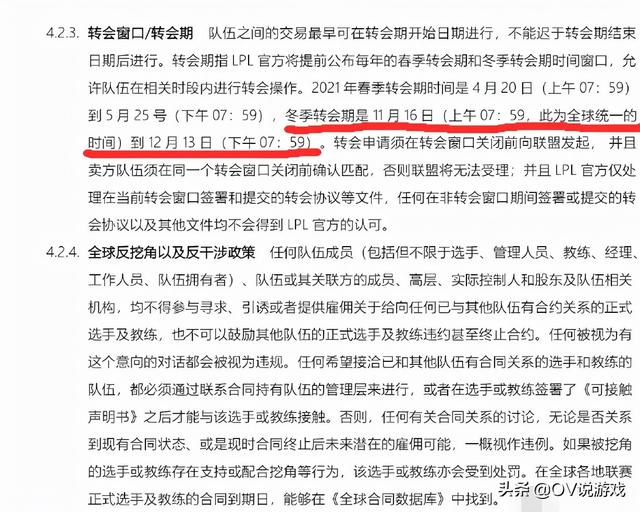 4.2.3. 转会窗口/转会期 队伍之间的交易最早可在转会期开始日期进行，不能迟于转会期结束
日期后进行。转会期指 LPL 官方将提前公布每年的春季转会期和冬季转会期时间窗口，允
许队伍在相关时段内进行转会操作。2021 年春季转会期时间是 4 月 20 日（上午 07：59）
到 5 月 25 号（下午 07：59），冬季转会期是 11 月 16 日（上午 07：59，此为全球统一的
时间）到 12 月 13 日（下午 07：59）。转会申请须在转会窗口关闭前向联盟发起， 并且
卖方队伍须在同一个转会窗口关闭前确认匹配，否则联盟将无法受理；并且 LPL 官方仅处
理在当前转会窗口签署和提交的转会协议等文件，任何在非转会窗口期间签署或提交的转
会协议以及其他文件均不会得到 LPL 官方的认可。
4.2.4. 全球反挖角以及反干涉政策 任何队伍成员（包括但不限于选手、管理人员、教练、经理、
工作人员、队伍拥有者）、队伍或其关联方的成员、高层、实际控制人和股东及队伍相关
机构，均不得参与寻求、引诱或者提供雇佣关于给向任何已与其他队伍有合约关系的正式
选手及教练，也不可以鼓励其他队伍的正式选手及教练违约甚至终止合约。任何被视为有
这个意向的对话都会被视为违规。任何希望接洽已和其他队伍有合同关系的选手和教练的
队伍，都必须通过联系合同持有队伍的管理层来进行，或者在选手或教练签署了《可接触
声明书》之后才能与该选手或教练接触。否则，任何有关合同关系的讨论，无论是否关系
到现有合同状态、或是现时合同终止后未来潜在的雇佣可能，一概视作违例。如果被挖角
的选手或教练存在支持或配合挖角等行为，该选手或教练亦会受到处罚。在全球各地联赛
正式选手及教练的合同到期日，能够在《全球合同数据库》中找到。
头条 @OV说游戏